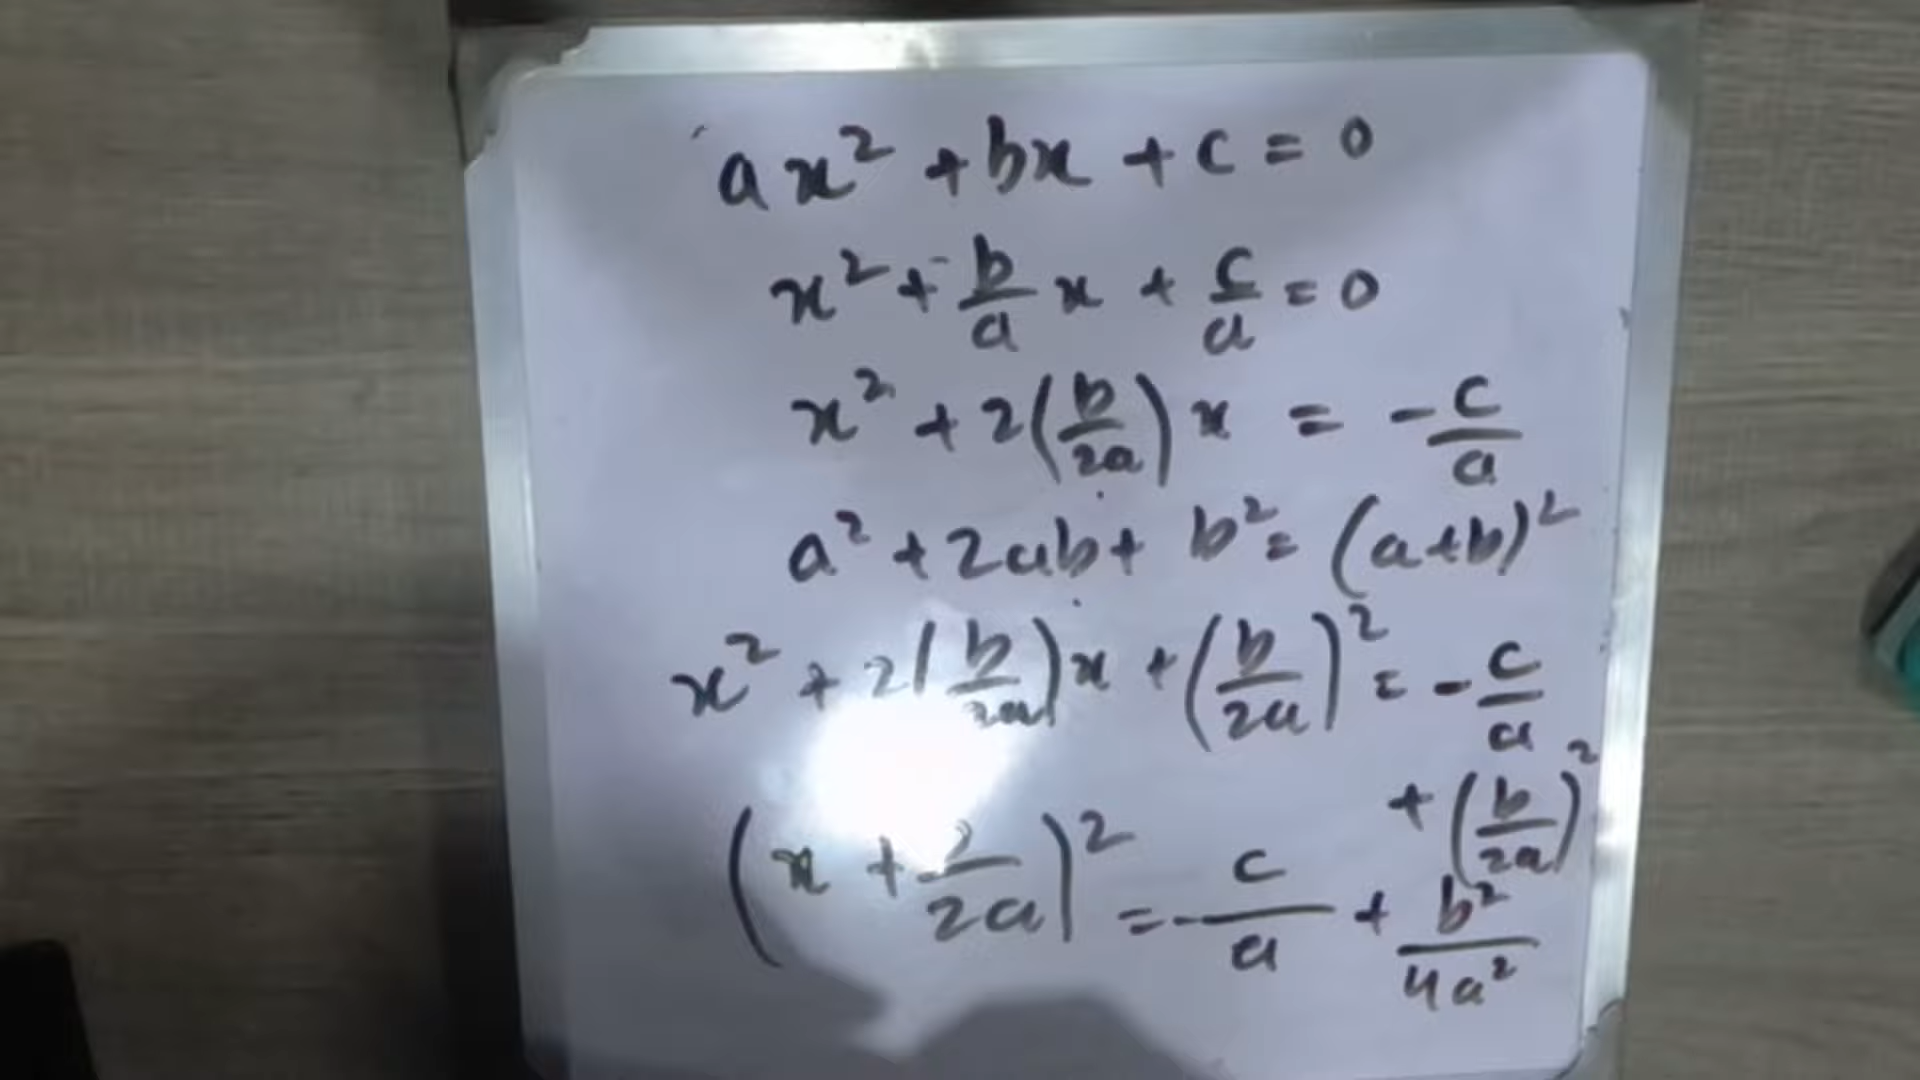 ax² + bx + c = 0
x² + b/a x + c/a = 0
x² + 2(b/2a) x = - c/a
a² + 2ab + b² = (a+b)²
x² + 2(b/2a)x + (b/2a)² = - c/a
+ (b/2a)²
(x + /2a)² = - c/a + b²/4a²